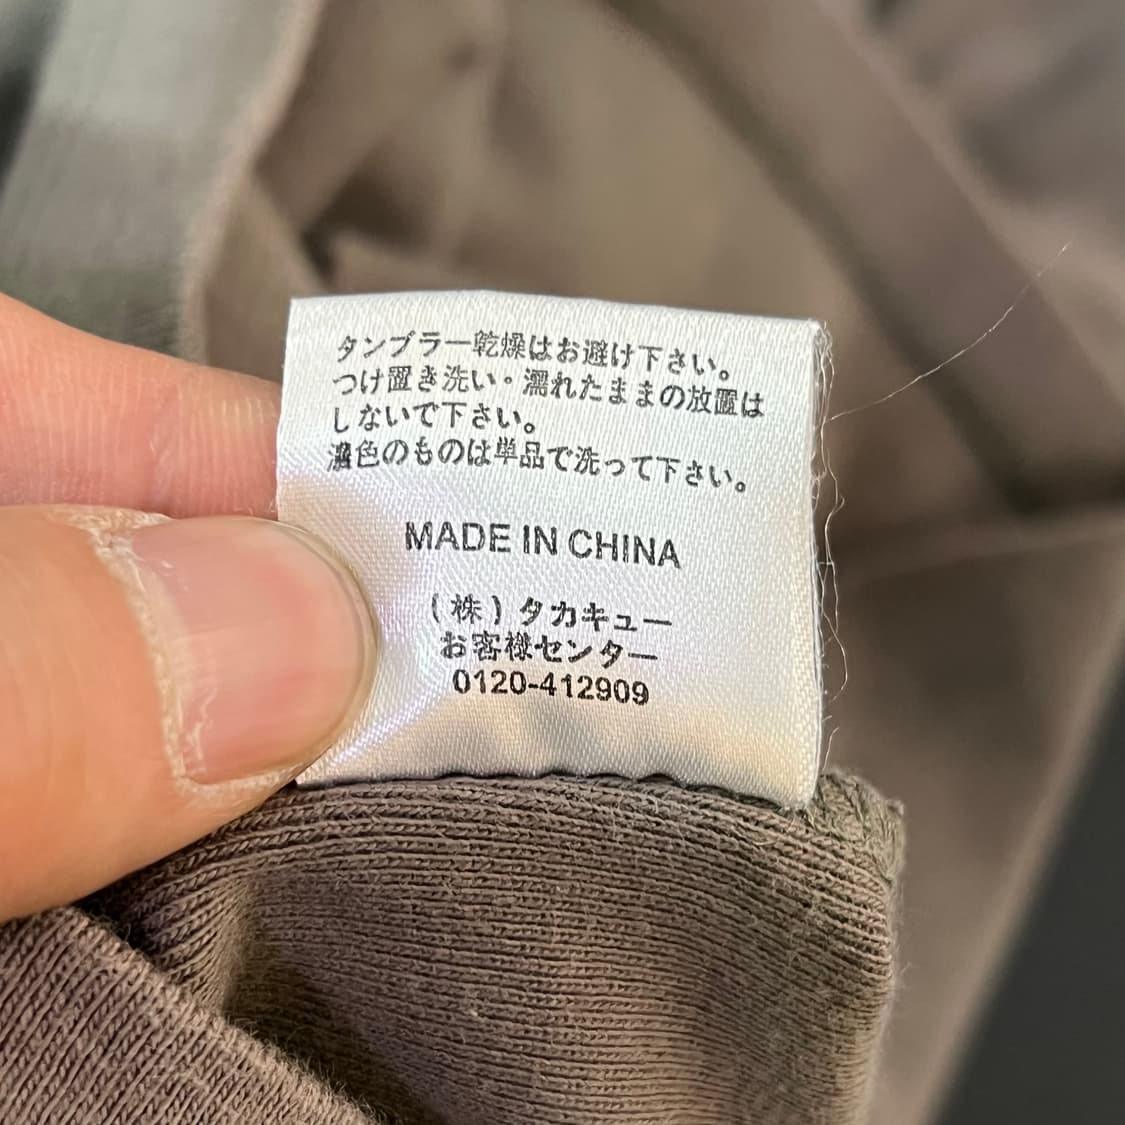 タンブラー乾燥はお避け下さい。
つけ置き洗い・濡れたままの放置は
しないで下さい。
濃色のものは単品で洗って下さい。
MADE IN CHINA
(株)タカキュー
お客様センター
0120-412909